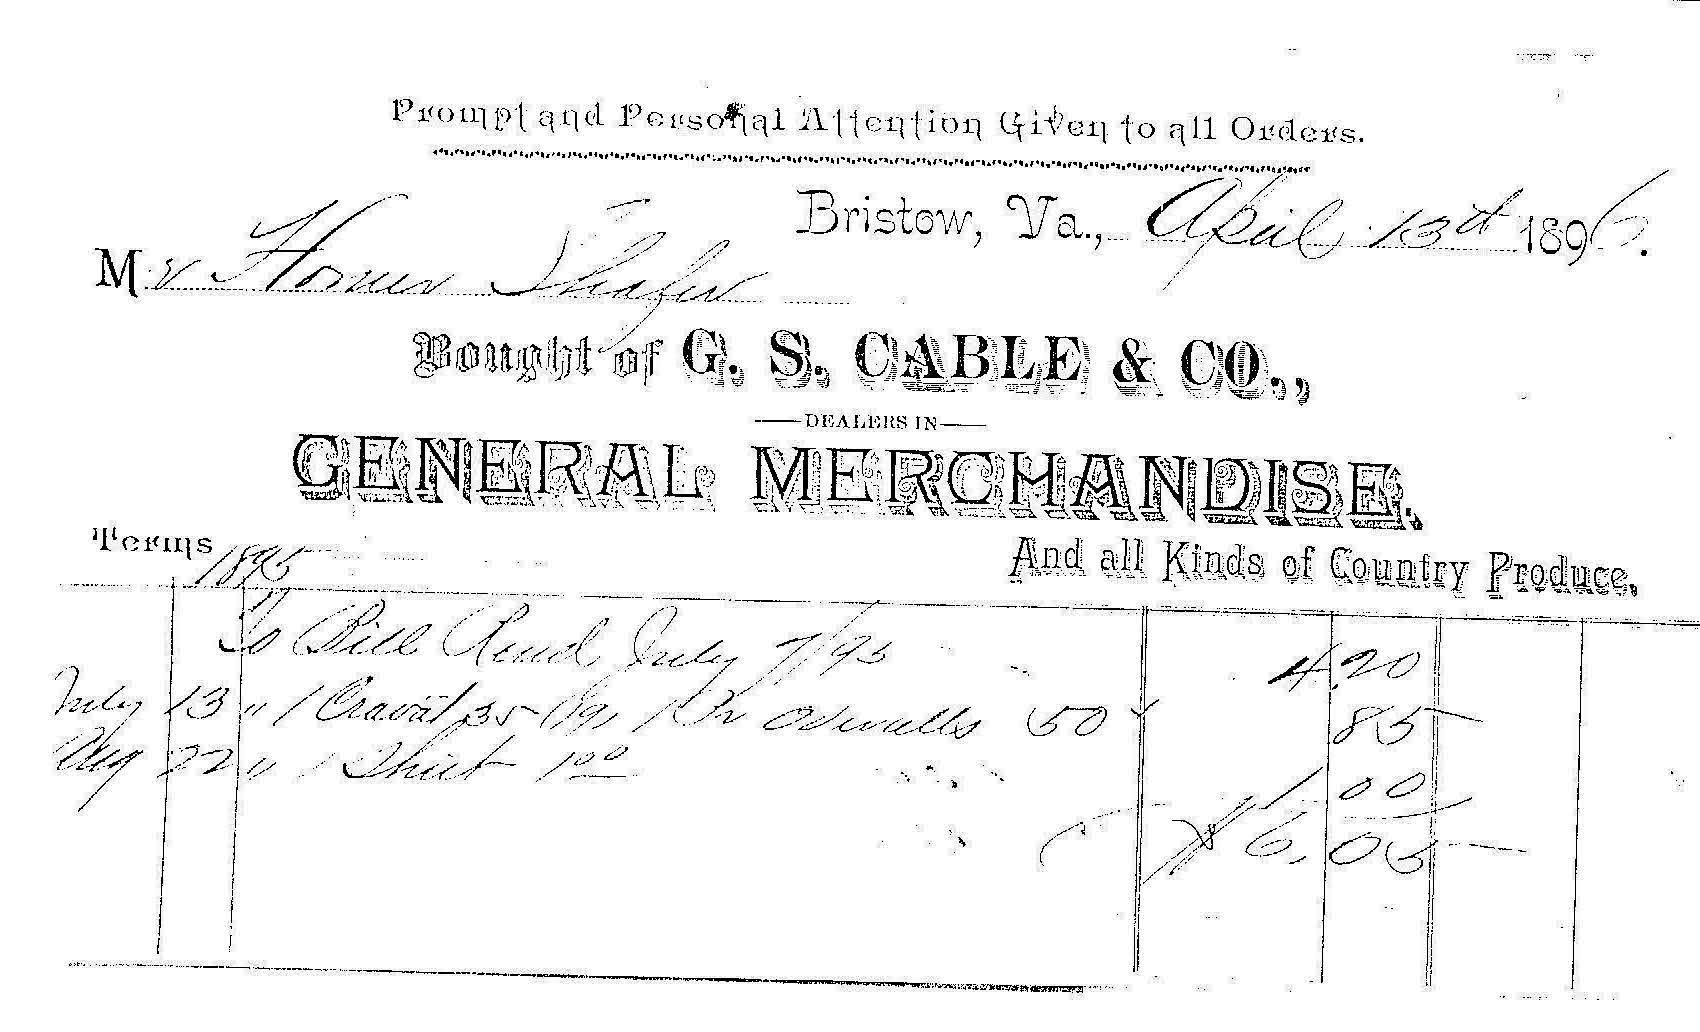 Prompt and Personal Attention Given to all Orders.
Bristow, Va., April 13th 1896.
Mr Homer Shafer
Bought of G. S. CABLE & CO.,
DEALERS IN
GENERAL MERCHANDISE.
And all Kinds of Country Produce.
Terms
1895
To Bill Rend July 7/95 4.20
July 13 " 1 Cravat 35 1 Pr Overalls 50 85
Aug 22 " 1 Shirt 1.00 1 00
$ 6.05